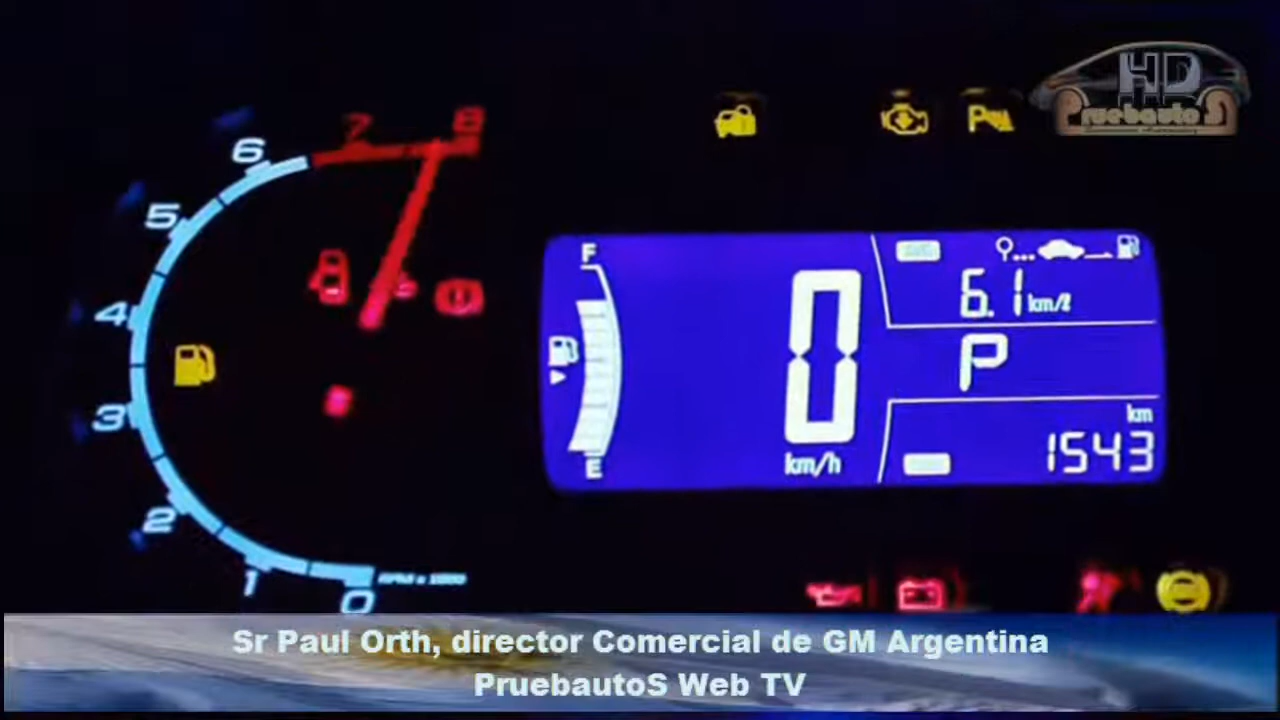 HD
PruebautoS
8
7
6
5
4
3
2
1
0
P
F
E
0
km/h
6.1 km/ℓ
P
km
1543
Sr Paul Orth, director Comercial de GM Argentina
PruebautoS Web TV